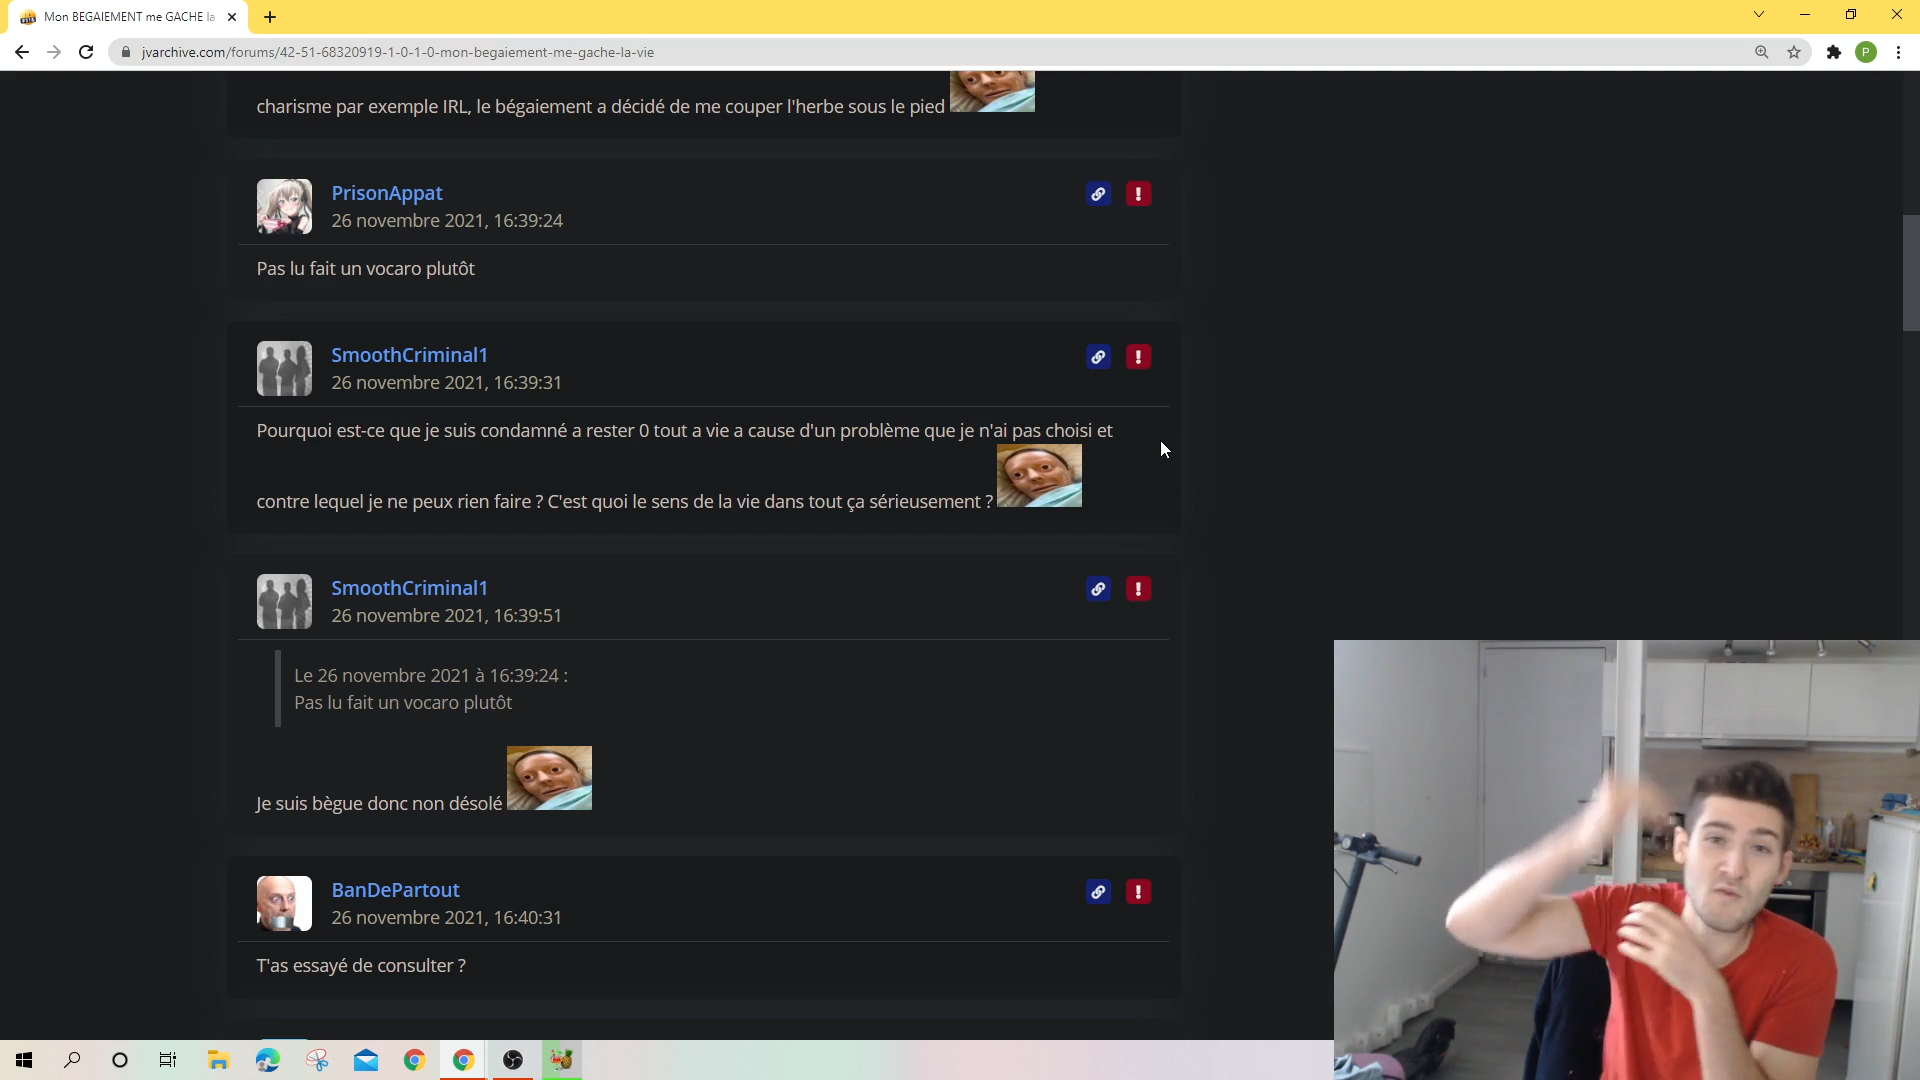 Mon BEGAIEMENT me GACHE la
jvarchive.com/forums/42-51-68320919-1-0-1-0-mon-begaiement-me-gache-la-vie
P
charisme par exemple IRL, le bégaiement a décidé de me couper l'herbe sous le pied
PrisonAppat
26 novembre 2021, 16:39:24
Pas lu fait un vocaro plutôt
SmoothCriminal1
26 novembre 2021, 16:39:31
Pourquoi est-ce que je suis condamné a rester 0 tout a vie a cause d'un problème que je n'ai pas choisi et
contre lequel je ne peux rien faire ? C'est quoi le sens de la vie dans tout ça sérieusement ?
SmoothCriminal1
26 novembre 2021, 16:39:51
Le 26 novembre 2021 à 16:39:24 :
Pas lu fait un vocaro plutôt
Je suis bègue donc non désolé
BanDePartout
26 novembre 2021, 16:40:31
T'as essayé de consulter ?